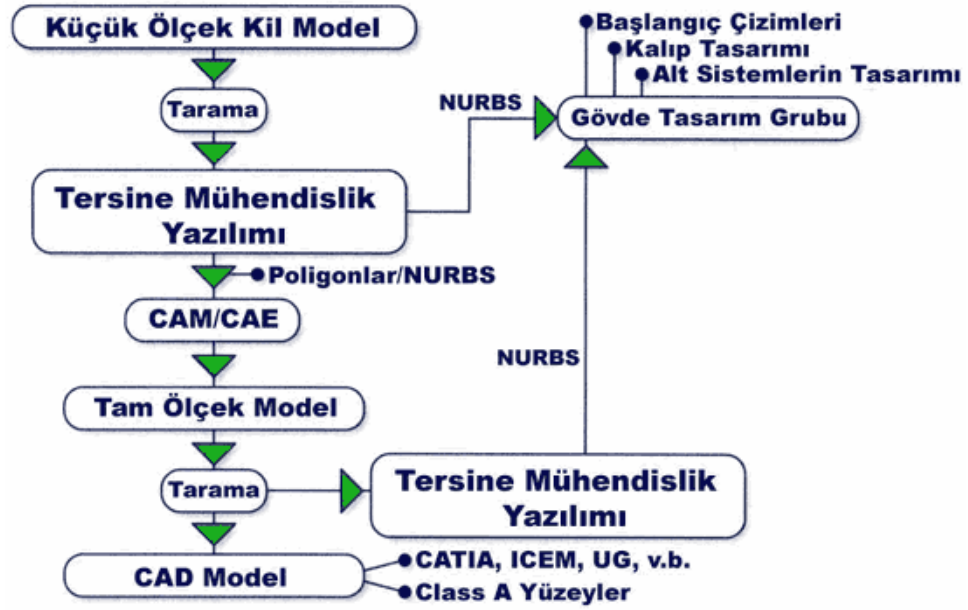 Küçük Ölçek Kil Model
Tarama
Tersine Mühendislik
Yazılımı
Poligonlar/NURBS
CAM/CAE
Tam Ölçek Model
Tarama
CAD Model
CATIA, ICEM, UG, v.b.
Class A Yüzeyler
Tersine Mühendislik
Yazılımı
NURBS
NURBS
Başlangıç Çizimleri
Kalıp Tasarımı
Alt Sistemlerin Tasarımı
Gövde Tasarım Grubu